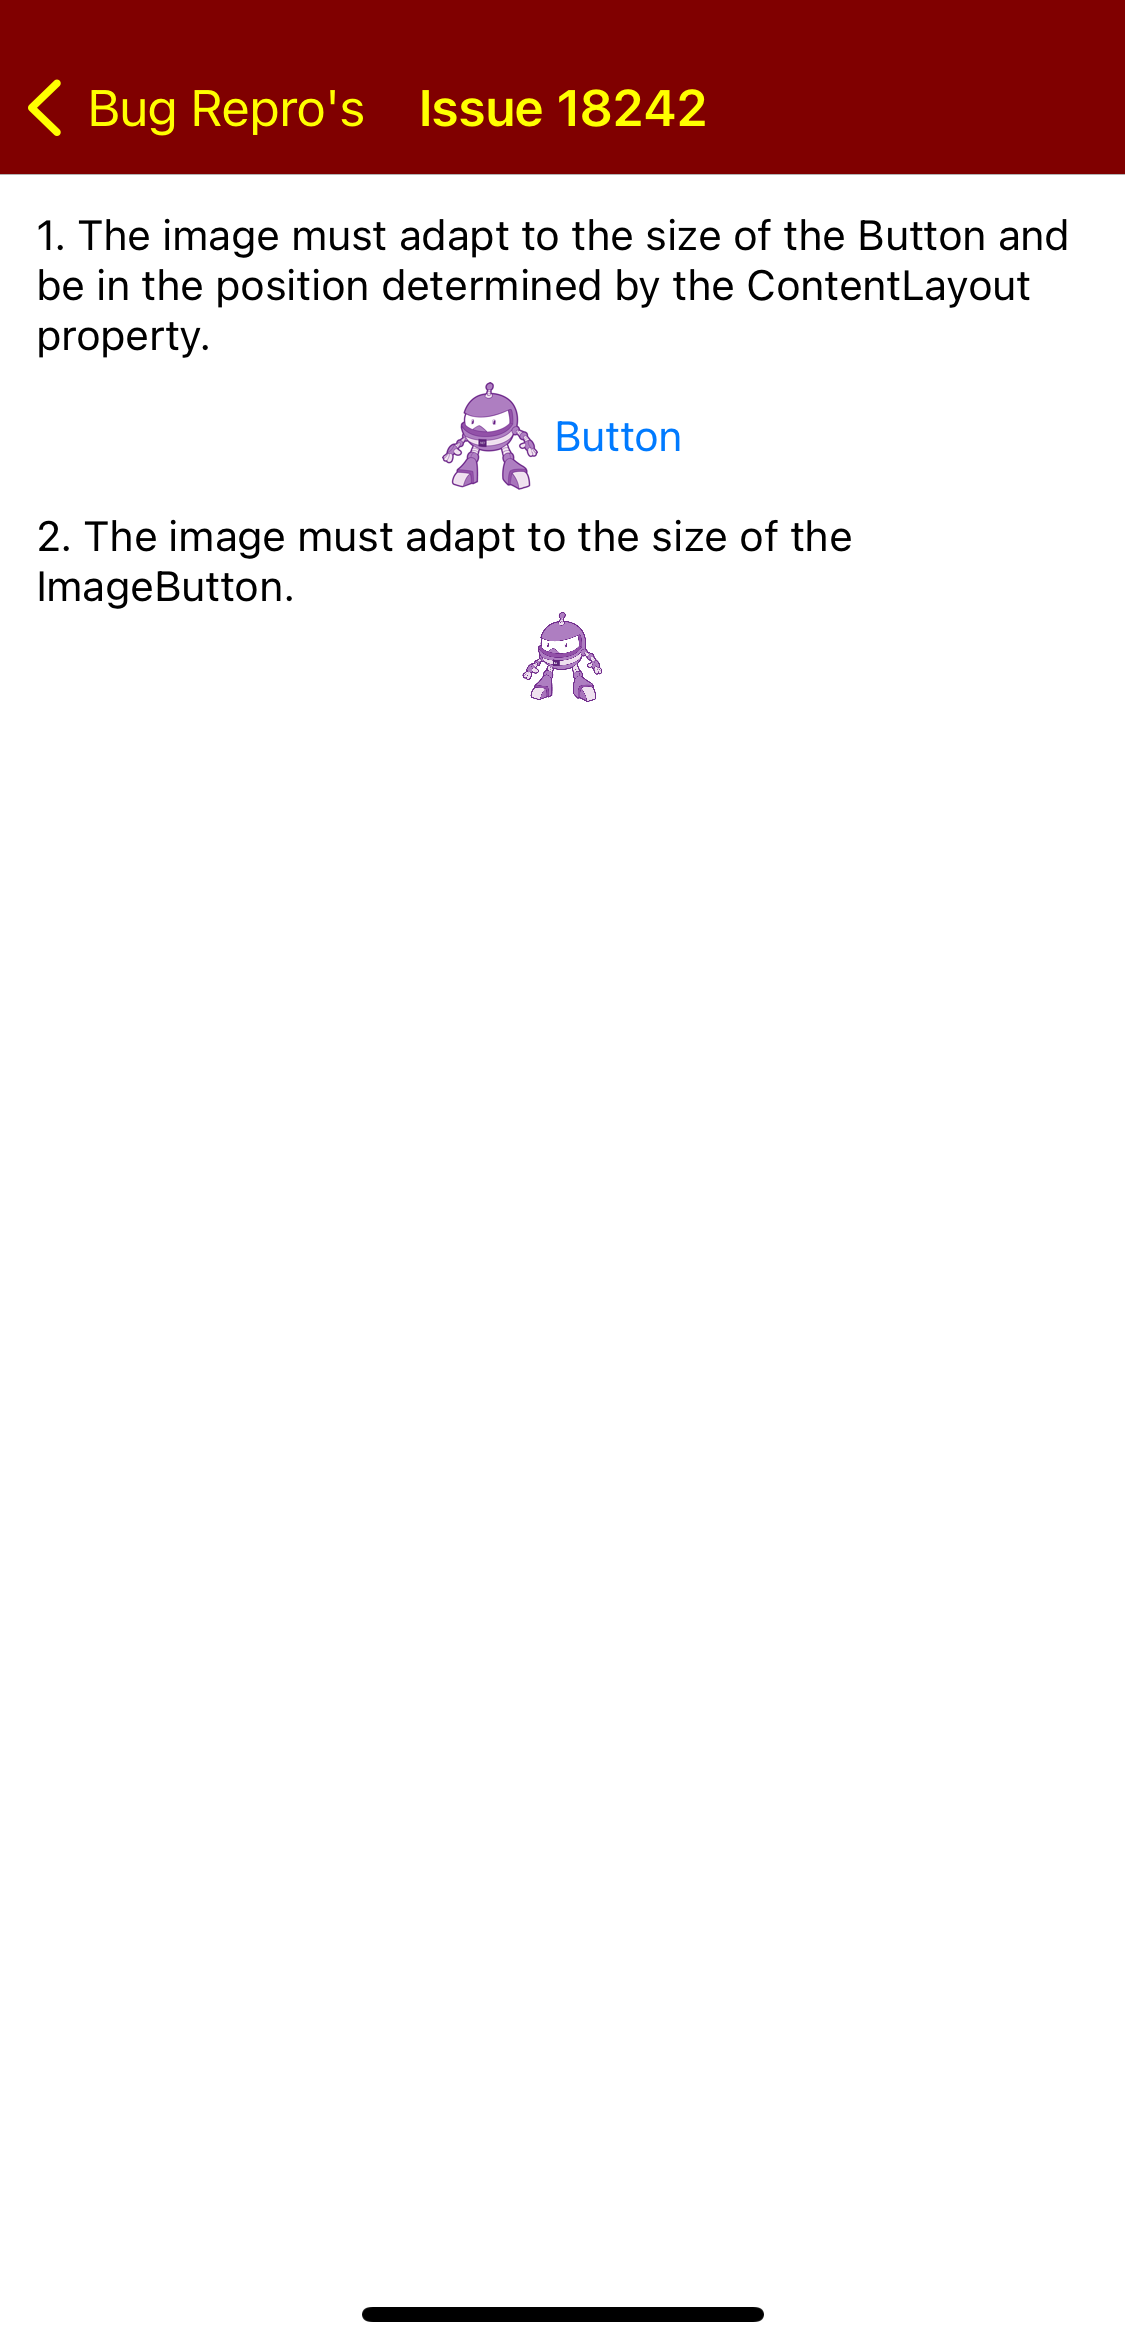 Bug Repro's Issue 18242
1. The image must adapt to the size of the Button and
be in the position determined by the ContentLayout
property.
Button
2. The image must adapt to the size of the
ImageButton.